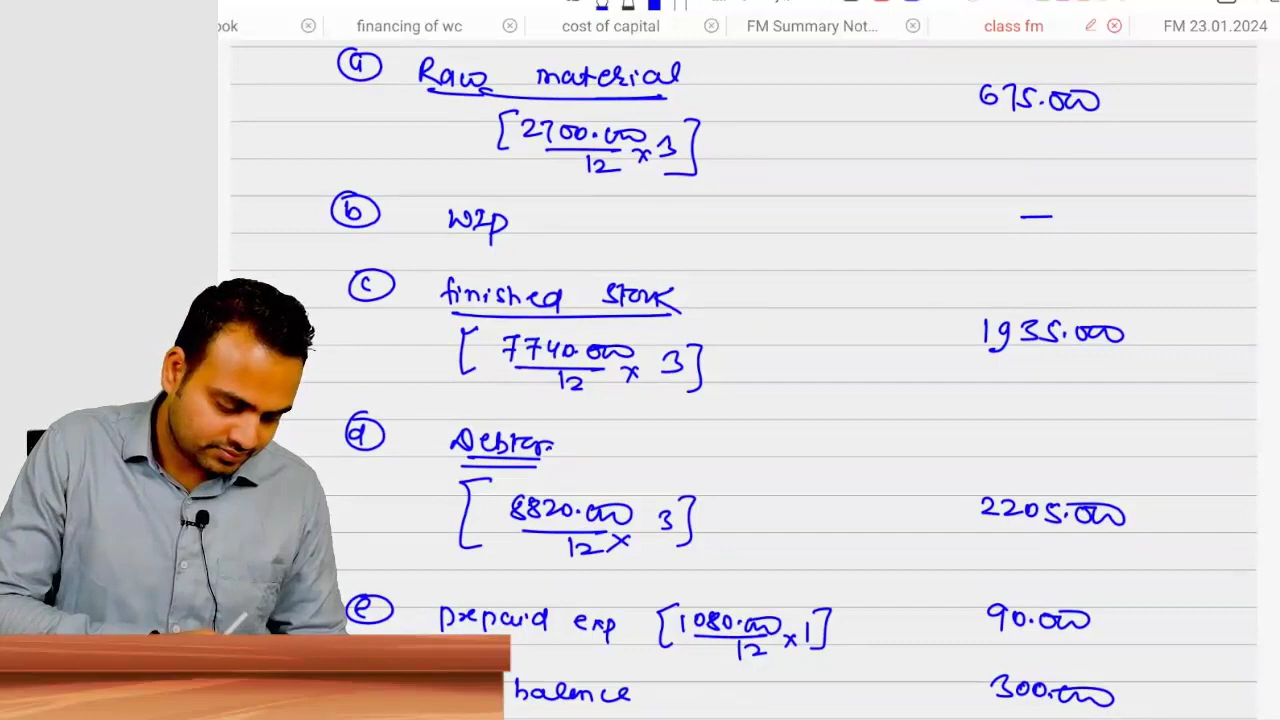 ook financing of wc cost of capital FM Summary Not... class fm FM 23.01.2024
(a) Raw material 675.000
[2700.000 / 12 × 3]
(b) WIP —
(c) finished stock 1935.000
[7740.000 / 12 × 3]
(d) Debtor. 2205.000
[8820.000 / 12 × 3]
(e) prepaid exp [1080.000 / 12 × 1] 90.000
balance 300.000